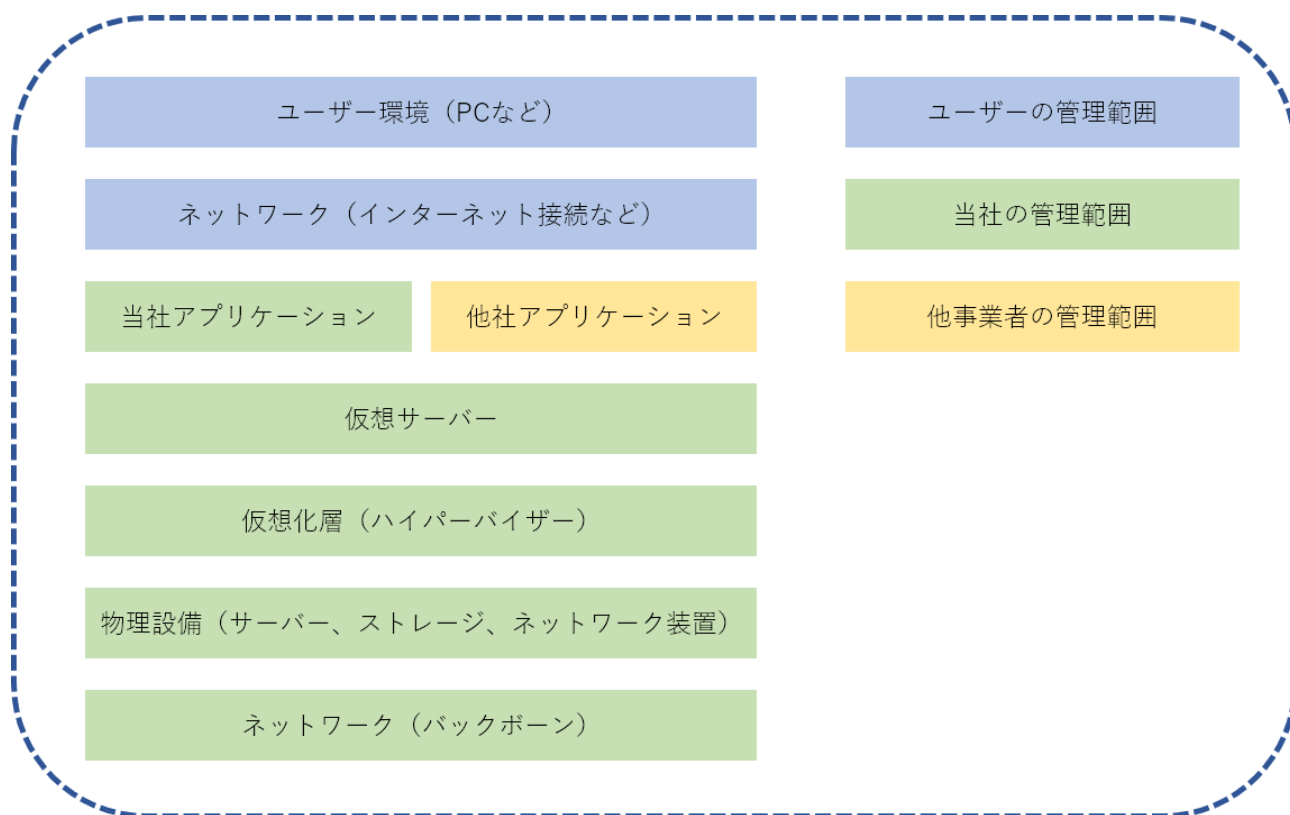 ユーザー環境（PCなど）
ネットワーク（インターネット接続など）
当社アプリケーション
他社アプリケーション
仮想サーバー
仮想化層（ハイパーバイザー）
物理設備（サーバー、ストレージ、ネットワーク装置）
ネットワーク（バックボーン）
ユーザーの管理範囲
当社の管理範囲
他事業者の管理範囲